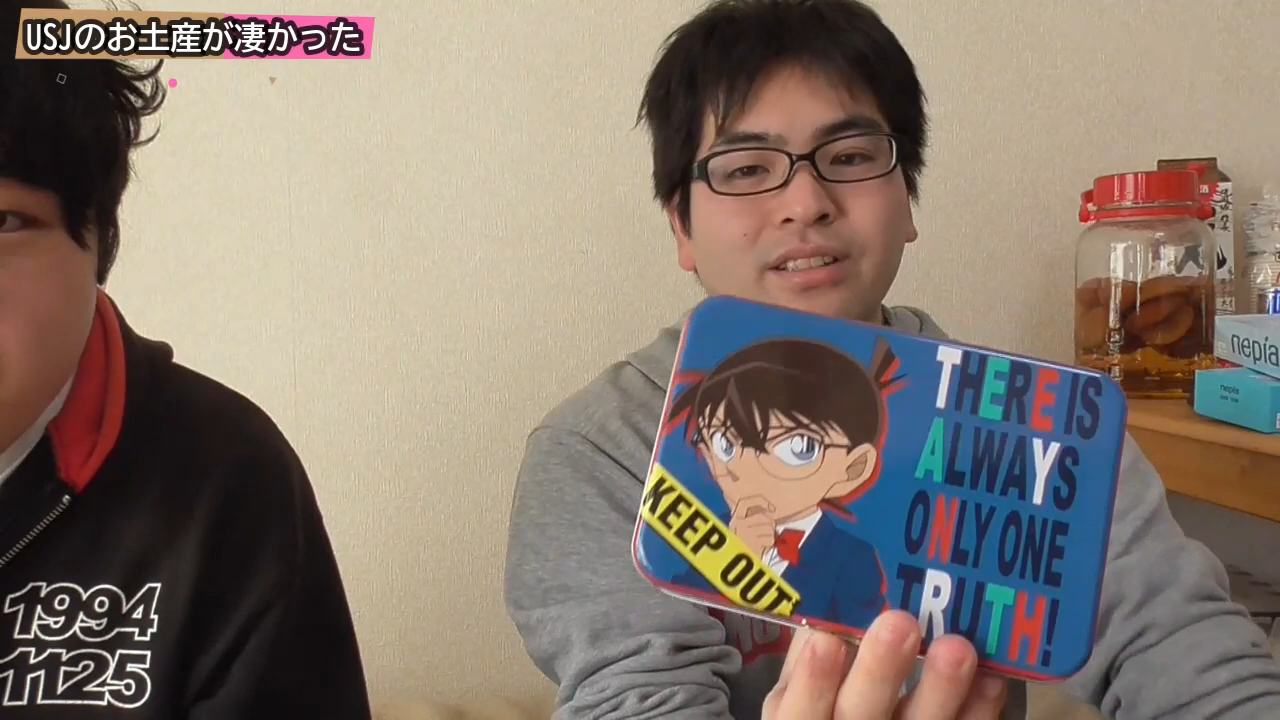 USJのお土産が凄かった
THERE IS
ALWAYS
ONLY ONE
TRUTH!
KEEP OUT
1994
1125
nepia
nepia